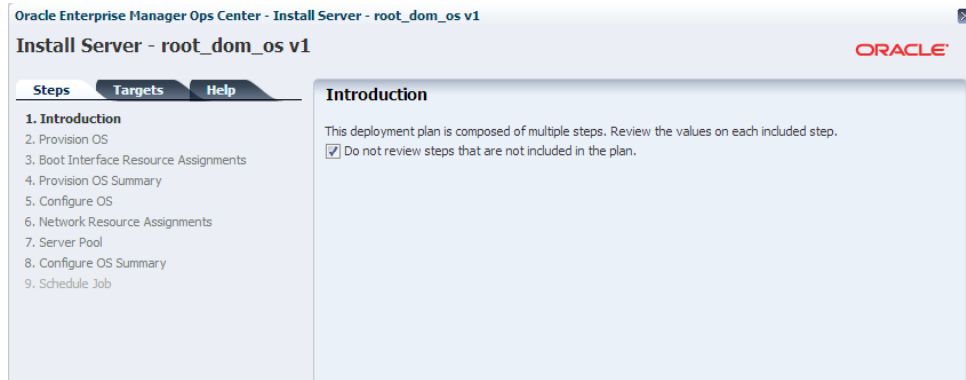 Oracle Enterprise Manager Ops Center - Install Server - root_dom_os v1
Install Server - root_dom_os v1
ORACLE
Steps Targets Help
1. Introduction
2. Provision OS
3. Boot Interface Resource Assignments
4. Provision OS Summary
5. Configure OS
6. Network Resource Assignments
7. Server Pool
8. Configure OS Summary
9. Schedule Job
Introduction
This deployment plan is composed of multiple steps. Review the values on each included step.
Do not review steps that are not included in the plan.